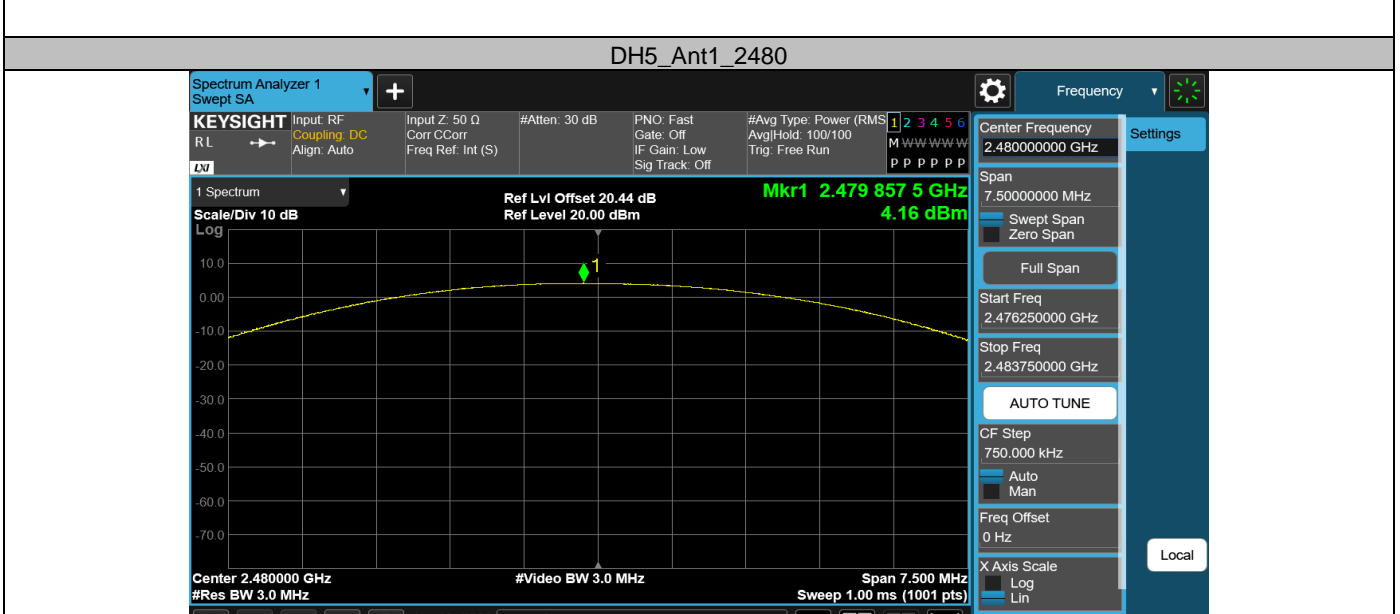 DH5_Ant1_2480
Spectrum Analyzer 1
Swept SA
Frequency
KEYSIGHT
R L
LXI
Input: RF
Coupling: DC
Align: Auto
Input Z: 50 Ω
Corr CCorr
Freq Ref: Int (S)
#Atten: 30 dB
PNO: Fast
Gate: Off
IF Gain: Low
Sig Track: Off
#Avg Type: Power (RMS
Avg|Hold: 100/100
Trig: Free Run
1 2 3 4 5 6
M W W W W W
P P P P P P
1 Spectrum
Scale/Div 10 dB
Ref Lvl Offset 20.44 dB
Ref Level 20.00 dBm
Mkr1 2.479 857 5 GHz
4.16 dBm
Log
1
10.0
0.00
-10.0
-20.0
-30.0
-40.0
-50.0
-60.0
-70.0
Center 2.480000 GHz
#Video BW 3.0 MHz
Span 7.500 MHz
#Res BW 3.0 MHz
Sweep 1.00 ms (1001 pts)
Center Frequency
2.480000000 GHz
Settings
Span
7.50000000 MHz
Swept Span
Zero Span
Full Span
Start Freq
2.476250000 GHz
Stop Freq
2.483750000 GHz
AUTO TUNE
CF Step
750.000 kHz
Auto
Man
Freq Offset
0 Hz
Local
X Axis Scale
Log
Lin